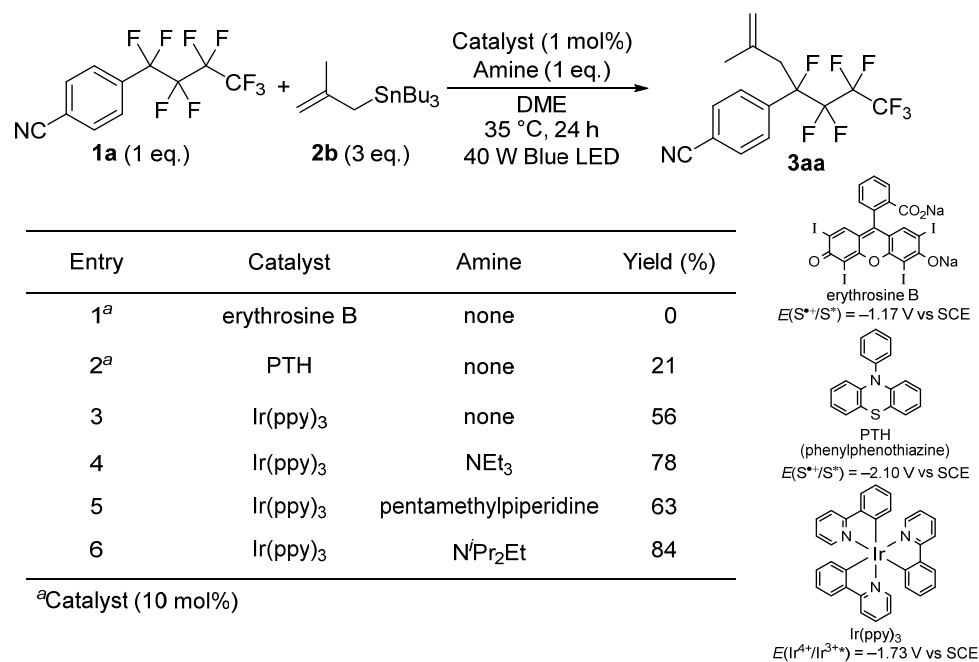 F F F F
CF₃
F F
NC
1a (1 eq.)
+
SnBu₃
2b (3 eq.)
Catalyst (1 mol%)
Amine (1 eq.)
DME
35 °C, 24 h
40 W Blue LED
F F F
CF₃
F F
NC
3aa
Entry Catalyst Amine Yield (%)
1ᵃ erythrosine B none 0
2ᵃ PTH none 21
3 Ir(ppy)₃ none 56
4 Ir(ppy)₃ NEt₃ 78
5 Ir(ppy)₃ pentamethylpiperidine 63
6 Ir(ppy)₃ NⁱPr₂Et 84
ᵃCatalyst (10 mol%)
CO₂Na
I I
O O ONa
I I
erythrosine B
E(S•⁺/S*) = –1.17 V vs SCE
N
S
PTH
(phenylphenothiazine)
E(S•⁺/S*) = –2.10 V vs SCE
N N
Ir
N
Ir(ppy)₃
E(Ir⁴⁺/Ir³⁺*) = –1.73 V vs SCE